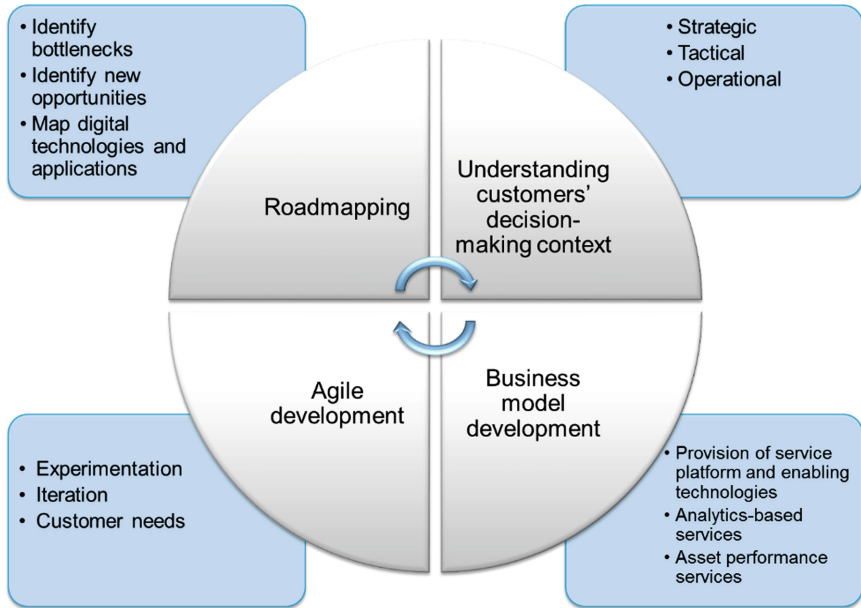 • Identify
bottlenecks
• Identify new
opportunities
• Map digital
technologies and
applications
• Strategic
• Tactical
• Operational
Roadmapping
Understanding
customers’
decision-
making context
Agile
development
Business
model
development
• Experimentation
• Iteration
• Customer needs
• Provision of service
platform and enabling
technologies
• Analytics-based
services
• Asset performance
services